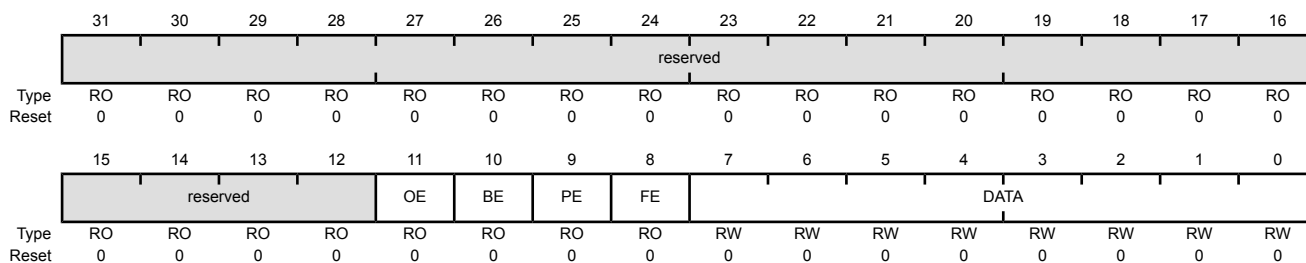 31 30 29 28 27 26 25 24 23 22 21 20 19 18 17 16
reserved
Type RO RO RO RO RO RO RO RO RO RO RO RO RO RO RO RO
Reset 0 0 0 0 0 0 0 0 0 0 0 0 0 0 0 0
15 14 13 12 11 10 9 8 7 6 5 4 3 2 1 0
reserved OE BE PE FE DATA
Type RO RO RO RO RO RO RO RO RW RW RW RW RW RW RW RW
Reset 0 0 0 0 0 0 0 0 0 0 0 0 0 0 0 0